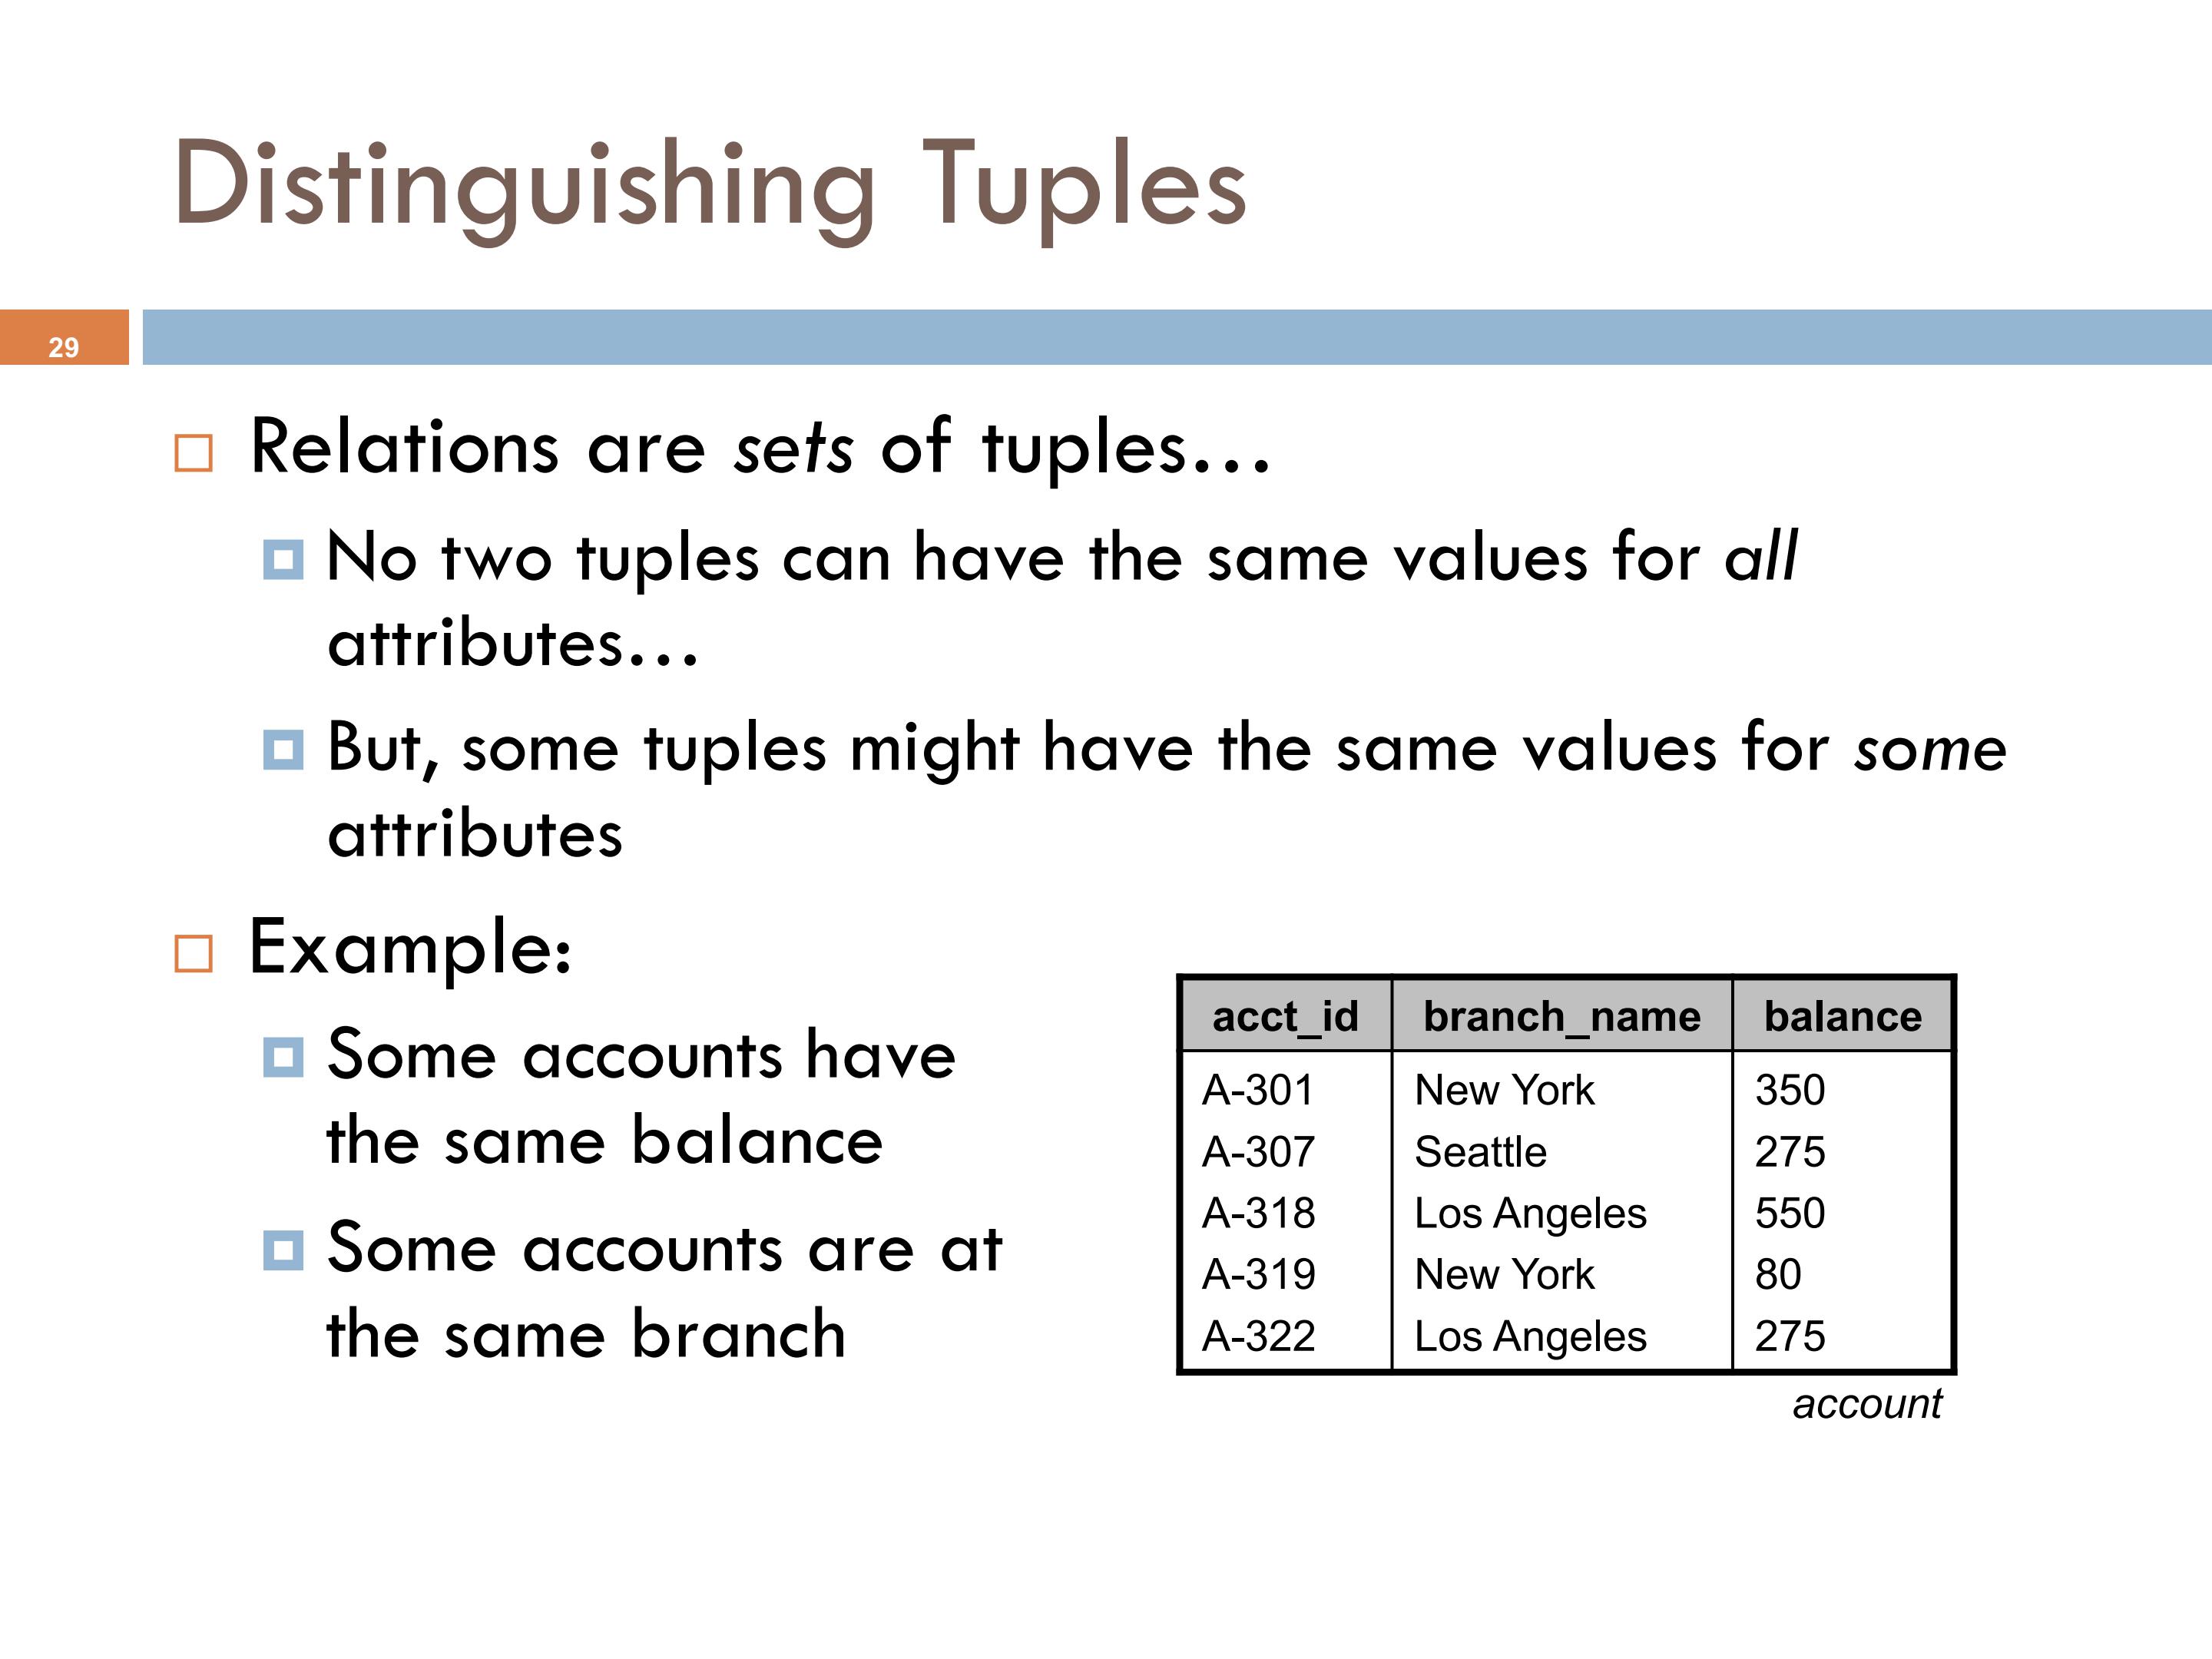 Distinguishing Tuples
29
Relations are sets of tuples…
No two tuples can have the same values for all
attributes…
But, some tuples might have the same values for some
attributes
Example:
Some accounts have
the same balance
Some accounts are at
the same branch
acct_id branch_name balance
A-301 New York 350
A-307 Seattle 275
A-318 Los Angeles 550
A-319 New York 80
A-322 Los Angeles 275
account